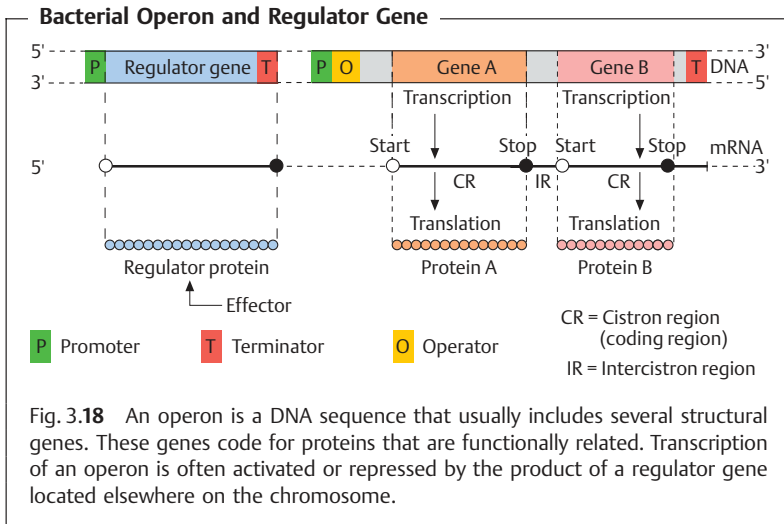 Bacterial Operon and Regulator Gene
5' 3'
P Regulator gene T P O Gene A Gene B T DNA
3' 5'
Transcription Transcription
Start Stop Start Stop mRNA
5' 3'
CR IR CR
Translation Translation
Regulator protein Protein A Protein B
Effector
CR = Cistron region
(coding region)
P Promoter T Terminator O Operator
IR = Intercistron region
Fig. 3.18 An operon is a DNA sequence that usually includes several structural
genes. These genes code for proteins that are functionally related. Transcription
of an operon is often activated or repressed by the product of a regulator gene
located elsewhere on the chromosome.